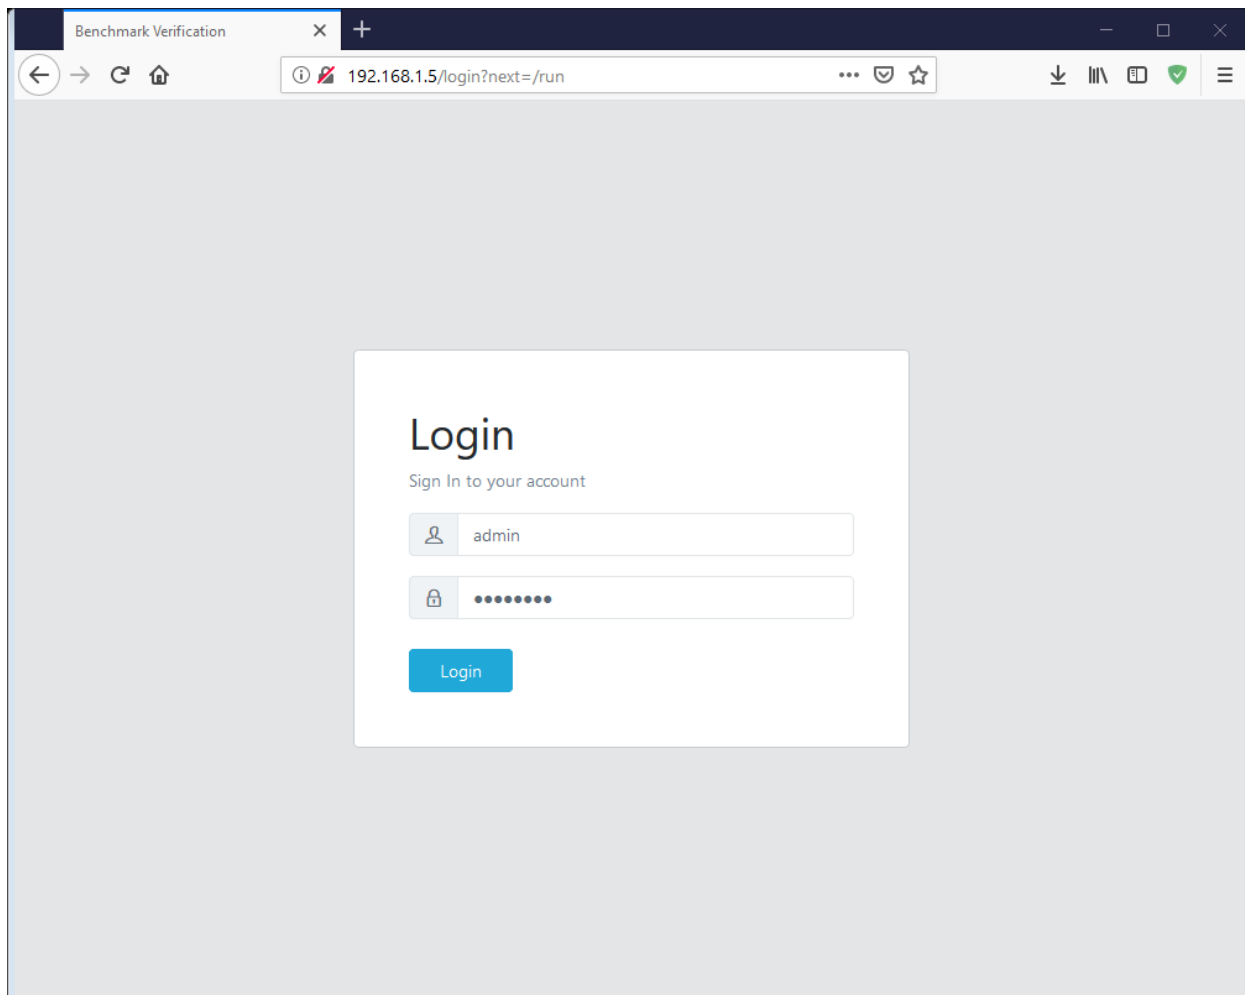 Benchmark Verification
192.168.1.5/login?next=/run
Login
Sign In to your account
admin
••••••••
Login